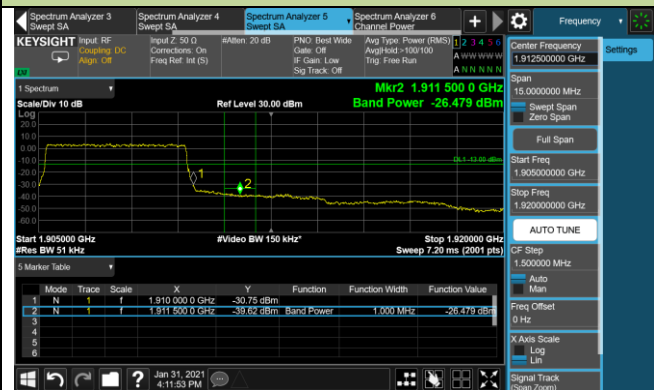 Spectrum Analyzer 3 Swept SA
Spectrum Analyzer 4 Swept SA
Spectrum Analyzer 5 Swept SA
Spectrum Analyzer 6 Channel Power
+
Frequency
KEYSIGHT
Input: RF
Coupling: DC
Align: Off
Input Z: 50 Ω
Corrections: On
Freq Ref: Int (S)
#Atten: 20 dB
PNO: Best Wide
Gate: Off
IF Gain: Low
Sig Track: Off
Avg Type: Power (RMS)
Avg|Hold:>100/100
Trig: Free Run
1 2 3 4 5 6
A W W W W W
A N N N N N
LXI
1 Spectrum
Scale/Div 10 dB
Ref Level 30.00 dBm
Mkr2 1.911 500 0 GHz
Band Power -26.479 dBm
Log
20.0
10.0
0.00
-10.0
-20.0
-30.0
-40.0
-50.0
-60.0
DL1 -13.00 dBm
1
2
Start 1.905000 GHz
#Video BW 150 kHz*
Stop 1.920000 GHz
#Res BW 51 kHz
Sweep 7.20 ms (2001 pts)
5 Marker Table
Mode Trace Scale X Y Function Function Width Function Value
1 N 1 f 1.910 000 0 GHz -30.75 dBm
2 N 1 f 1.911 500 0 GHz -39.62 dBm Band Power 1.000 MHz -26.479 dBm
3
4
5
6
?
Jan 31, 2021
4:11:53 PM
Center Frequency
1.912500000 GHz
Settings
Span
15.0000000 MHz
Swept Span
Zero Span
Full Span
Start Freq
1.905000000 GHz
Stop Freq
1.920000000 GHz
AUTO TUNE
CF Step
1.500000 MHz
Auto
Man
Freq Offset
0 Hz
X Axis Scale
Log
Lin
Signal Track
(Span Zoom)